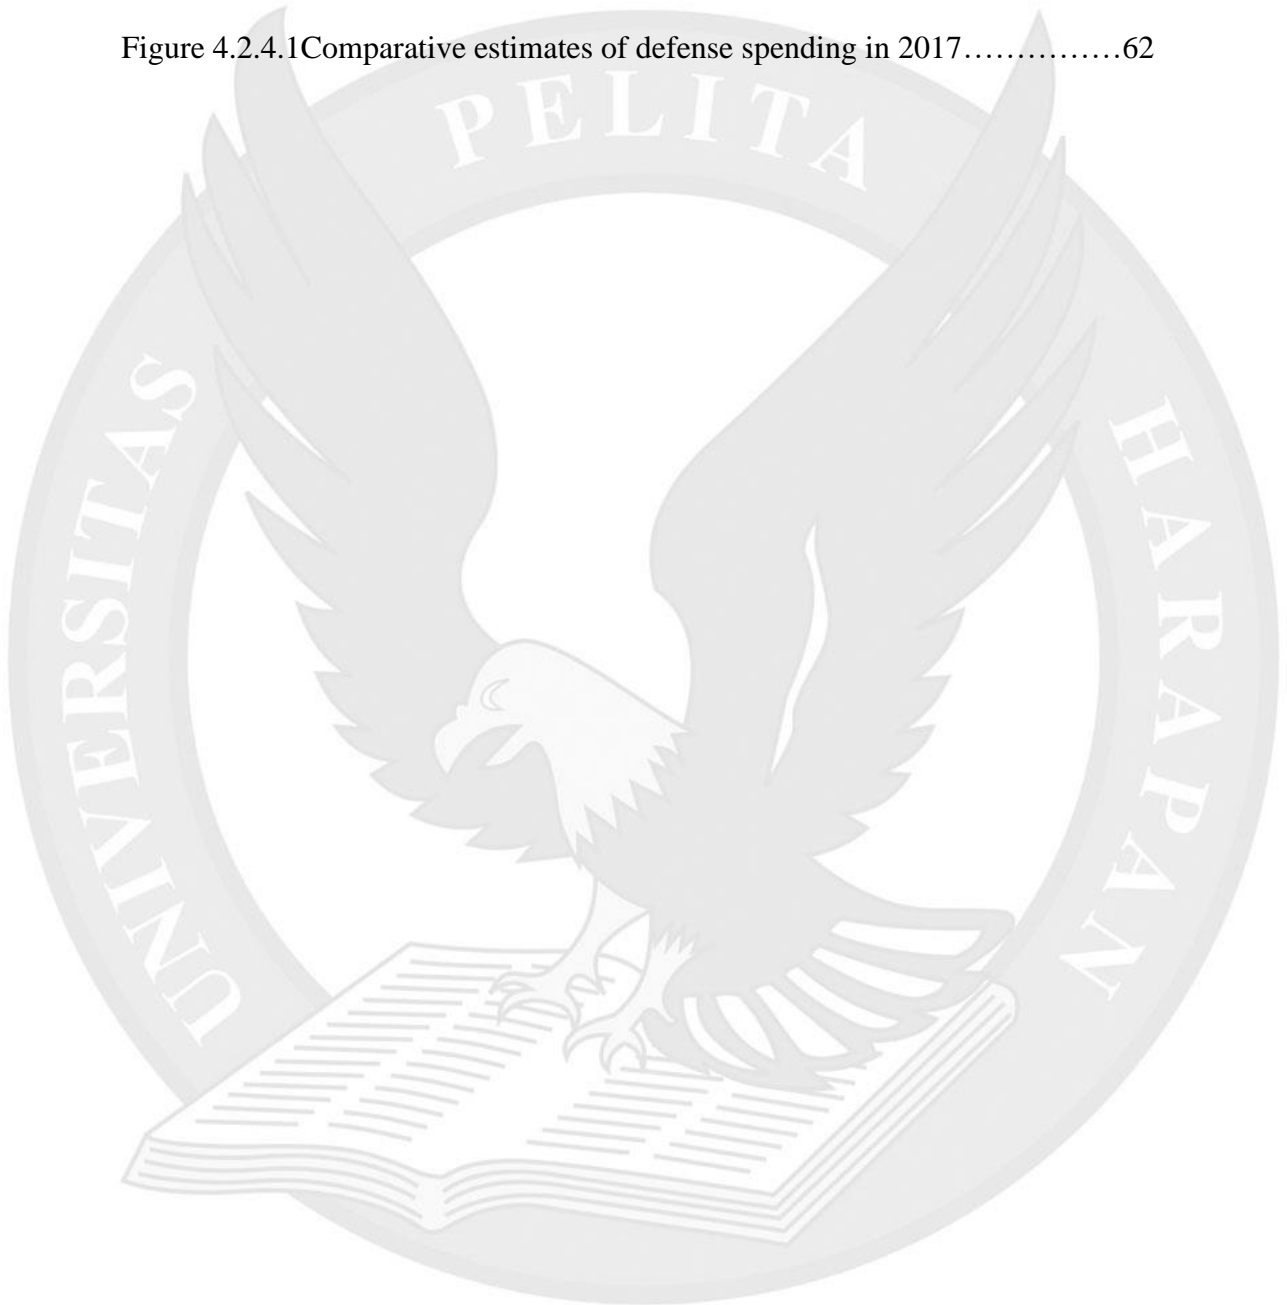 Figure 4.2.4.1Comparative estimates of defense spending in 2017……………62
UNIVERSITAS
PELITA
HARAPAN